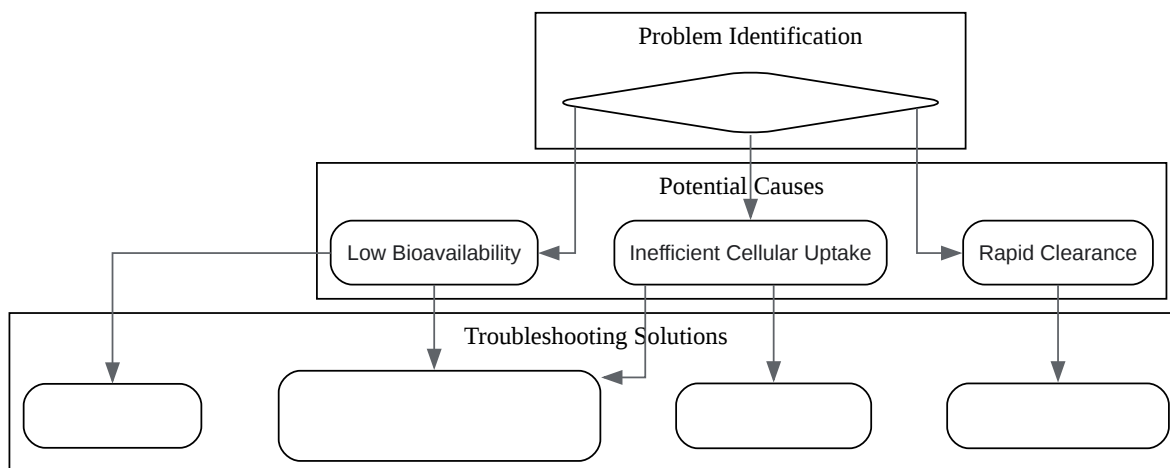 Problem Identification
Potential Causes
Low Bioavailability
Inefficient Cellular Uptake
Rapid Clearance
Troubleshooting Solutions